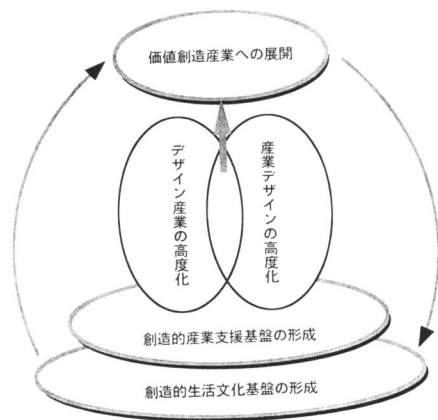 価値創造産業への展開
デザイン産業の高度化
産業デザインの高度化
創造的産業支援基盤の形成
創造的生活文化基盤の形成